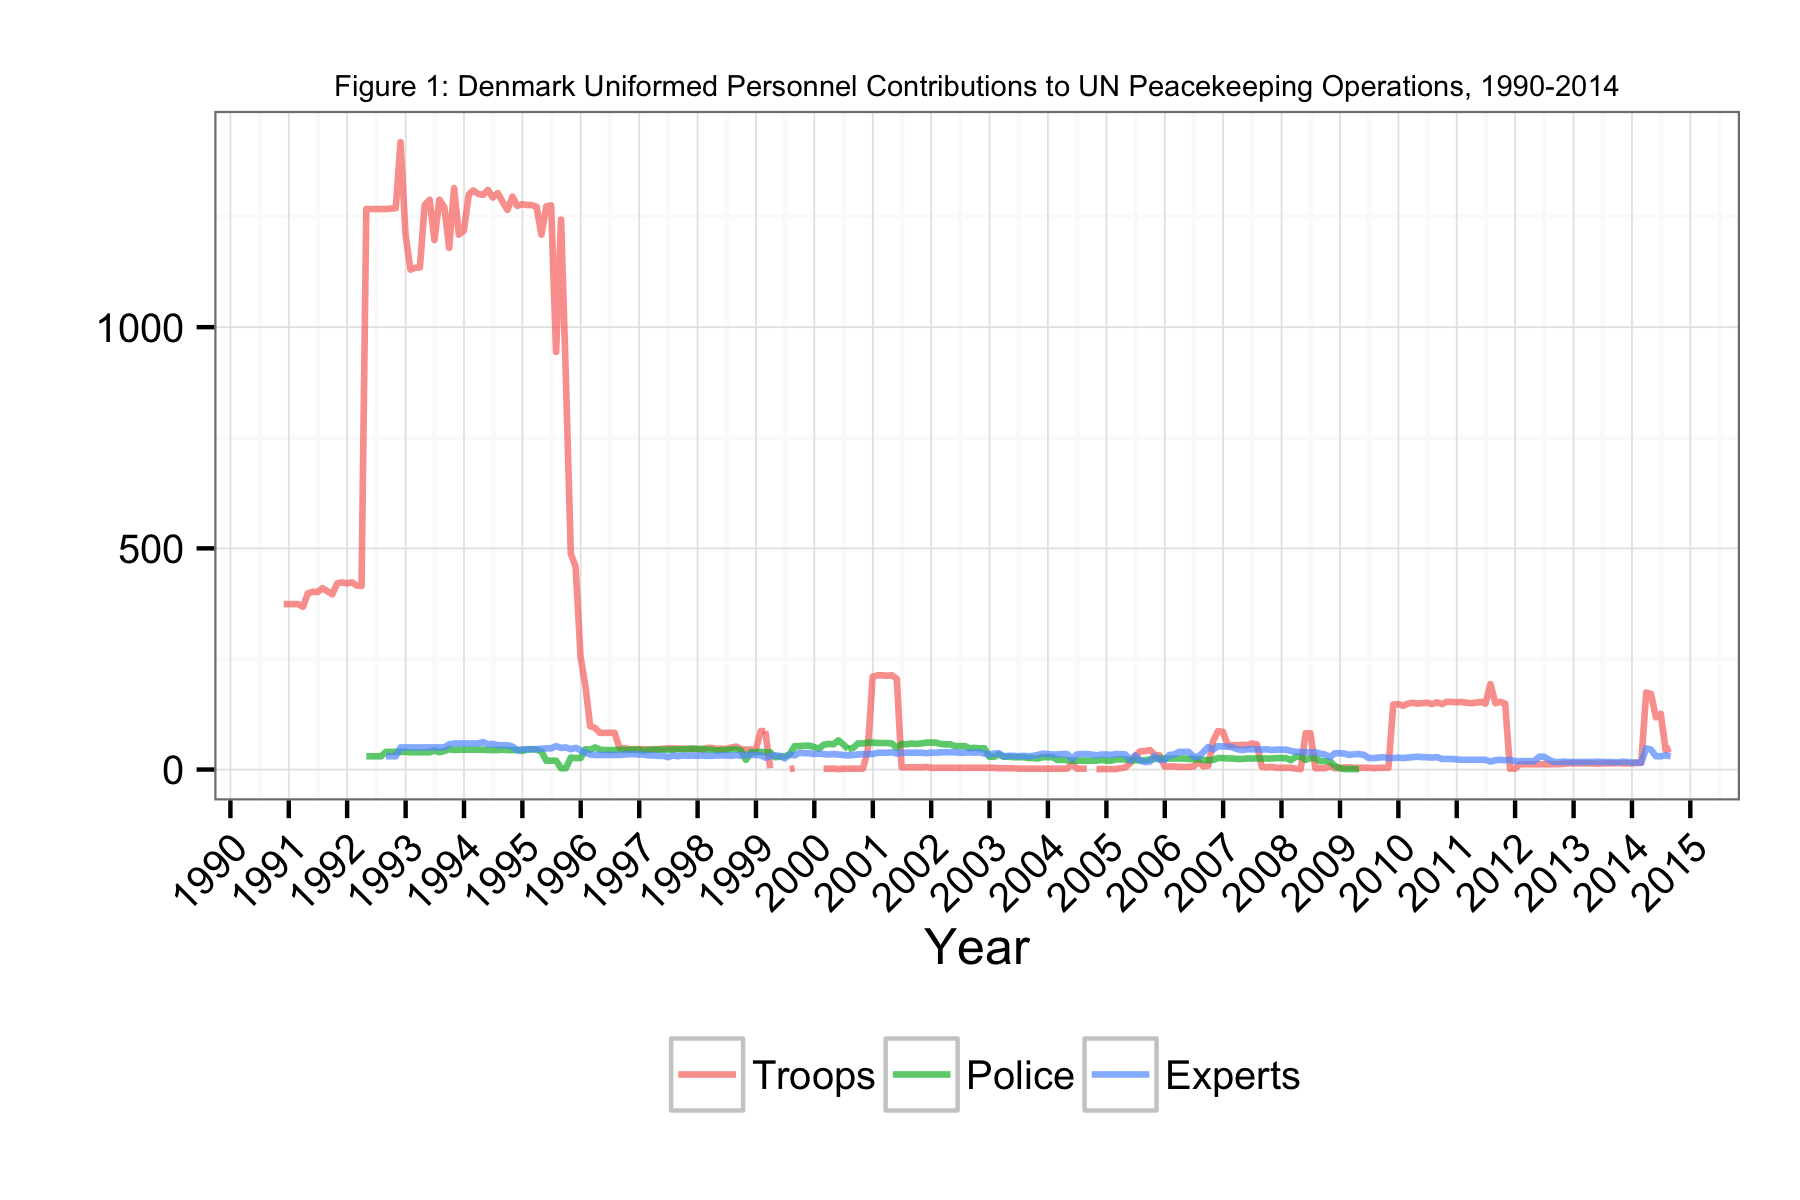 Figure 1: Denmark Uniformed Personnel Contributions to UN Peacekeeping Operations, 1990-2014
1000
500
0
1990 1991 1992 1993 1994 1995 1996 1997 1998 1999 2000 2001 2002 2003 2004 2005 2006 2007 2008 2009 2010 2011 2012 2013 2014 2015
Year
Troops Police Experts